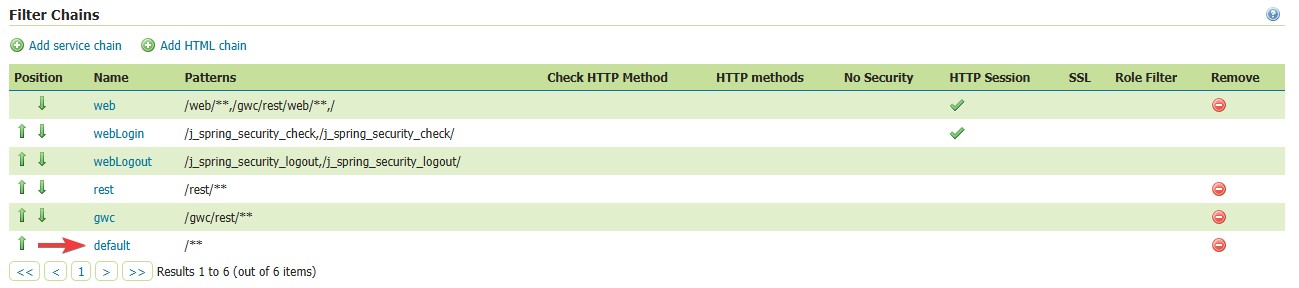 Filter Chains
Add service chain Add HTML chain
Position Name Patterns Check HTTP Method HTTP methods No Security HTTP Session SSL Role Filter Remove
web /web/**,/gwc/rest/web/**,/
webLogin /j_spring_security_check,/j_spring_security_check/
webLogout /j_spring_security_logout,/j_spring_security_logout/
rest /rest/**
gwc /gwc/rest/**
default /**
<< < 1 > >> Results 1 to 6 (out of 6 items)